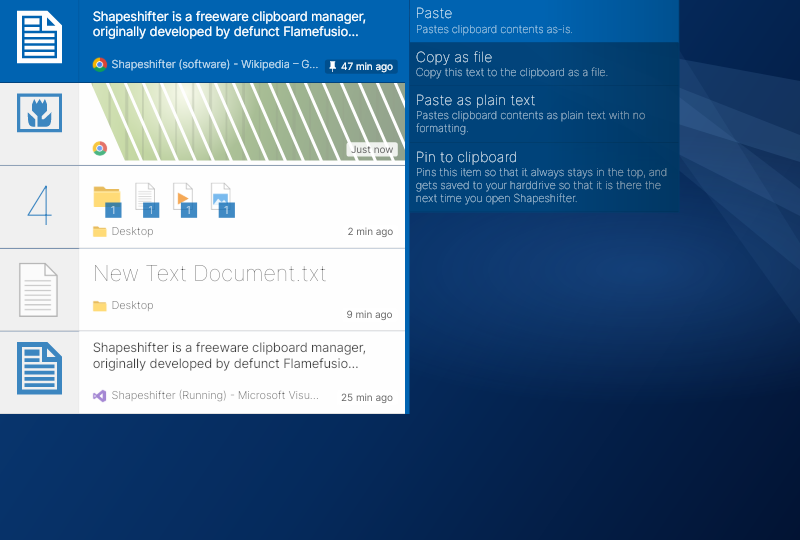 Shapeshifter is a freeware clipboard manager,
originally developed by defunct Flamefusio...
Shapeshifter (software) - Wikipedia – G...
47 min ago
Just now
4
1
1
1
1
Desktop
2 min ago
New Text Document.txt
Desktop
9 min ago
Shapeshifter is a freeware clipboard manager,
originally developed by defunct Flamefusio...
Shapeshifter (Running) - Microsoft Visu...
25 min ago
Paste
Pastes clipboard contents as-is.
Copy as file
Copy this text to the clipboard as a file.
Paste as plain text
Pastes clipboard contents as plain text with no
formatting.
Pin to clipboard
Pins this item so that it always stays in the top, and
gets saved to your harddrive so that it is there the
next time you open Shapeshifter.